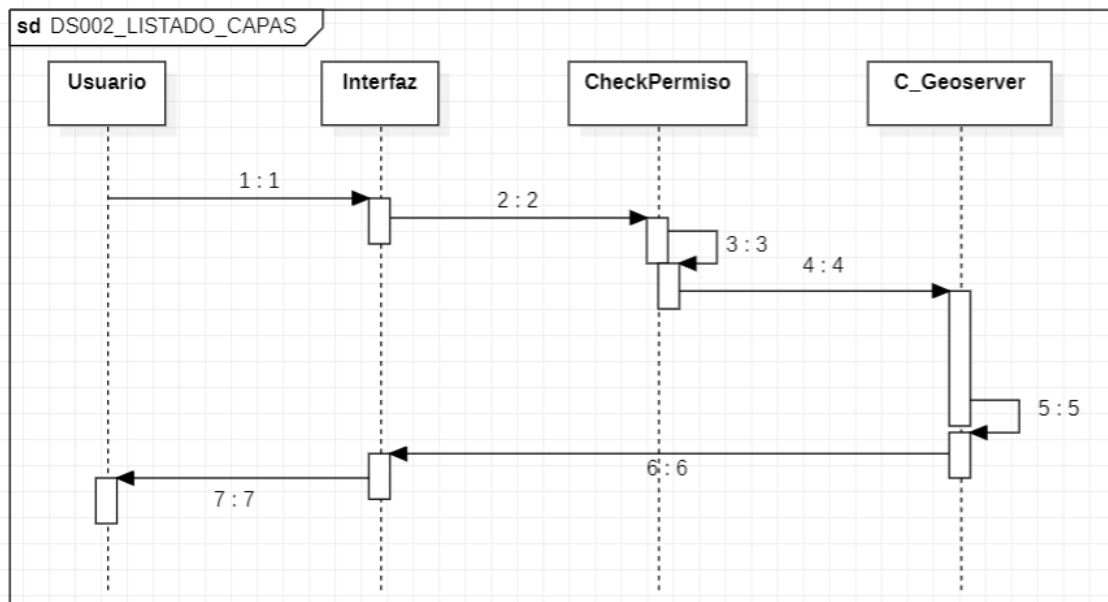 sd DS002_LISTADO_CAPAS
Usuario
Interfaz
CheckPermiso
C_Geoserver
1 : 1
2 : 2
3 : 3
4 : 4
5 : 5
6 : 6
7 : 7